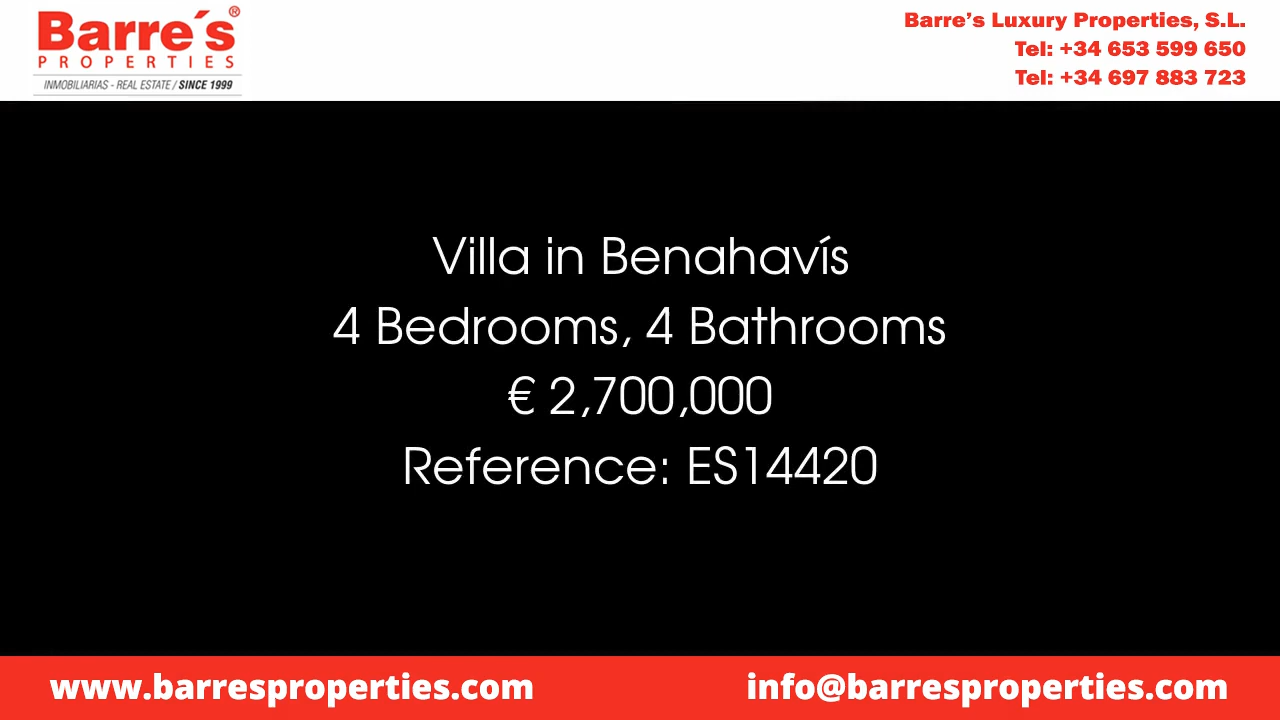 Barre´s®
PROPERTIES
INMOBILIARIAS - REAL ESTATE / SINCE 1999
Barre’s Luxury Properties, S.L.
Tel: +34 653 599 650
Tel: +34 697 883 723
Villa in Benahavís
4 Bedrooms, 4 Bathrooms
€ 2,700,000
Reference: ES14420
www.barresproperties.com
info@barresproperties.com